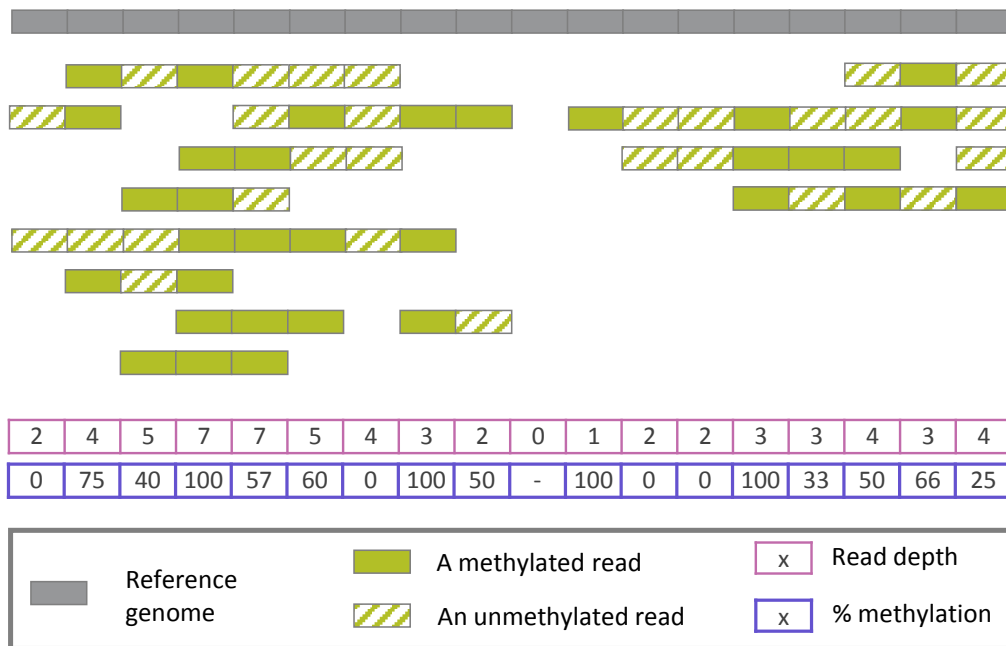 2 4 5 7 7 5 4 3 2 0 1 2 2 3 3 4 3 4
0 75 40 100 57 60 0 100 50 - 100 0 0 100 33 50 66 25
Reference
genome
A methylated read
An unmethylated read
x Read depth
x % methylation